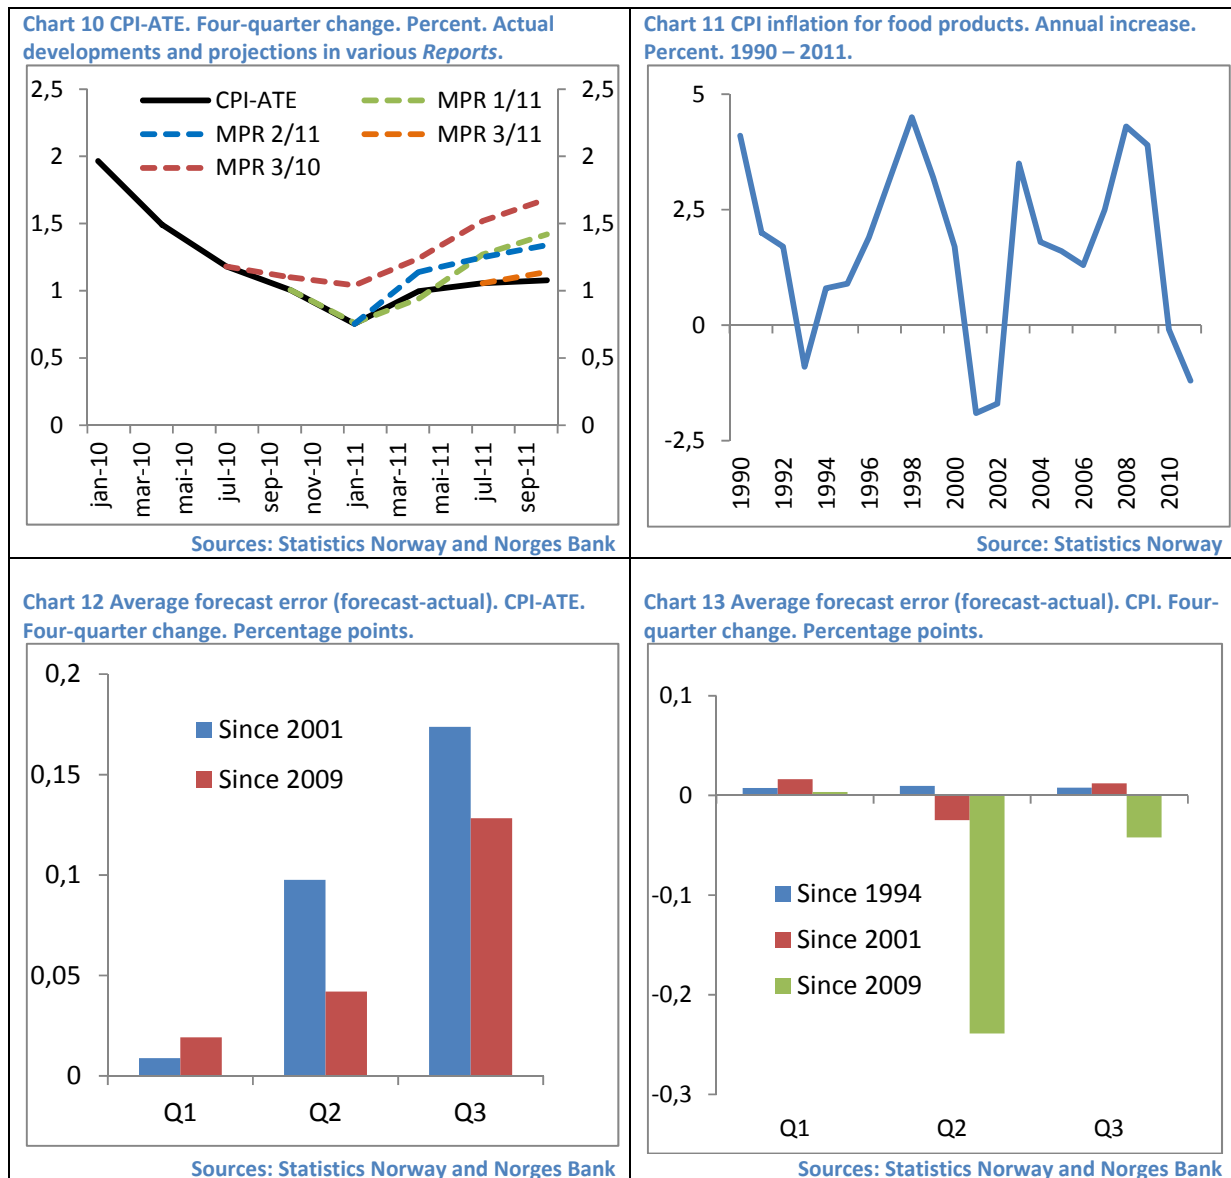 Chart 10 CPI-ATE. Four-quarter change. Percent. Actual
developments and projections in various Reports.
2,5
2
1,5
1
0,5
0
2,5
2
1,5
1
0,5
0
CPI-ATE
MPR 1/11
MPR 2/11
MPR 3/11
MPR 3/10
jan-10
mar-10
mai-10
jul-10
sep-10
nov-10
jan-11
mar-11
mai-11
jul-11
sep-11
Sources: Statistics Norway and Norges Bank
Chart 11 CPI inflation for food products. Annual increase.
Percent. 1990 – 2011.
5
2,5
0
-2,5
1990
1992
1994
1996
1998
2000
2002
2004
2006
2008
2010
Source: Statistics Norway
Chart 12 Average forecast error (forecast-actual). CPI-ATE.
Four-quarter change. Percentage points.
0,2
0,15
0,1
0,05
0
Since 2001
Since 2009
Q1
Q2
Q3
Sources: Statistics Norway and Norges Bank
Chart 13 Average forecast error (forecast-actual). CPI. Four-
quarter change. Percentage points.
0,1
0
-0,1
-0,2
-0,3
Since 1994
Since 2001
Since 2009
Q1
Q2
Q3
Sources: Statistics Norway and Norges Bank